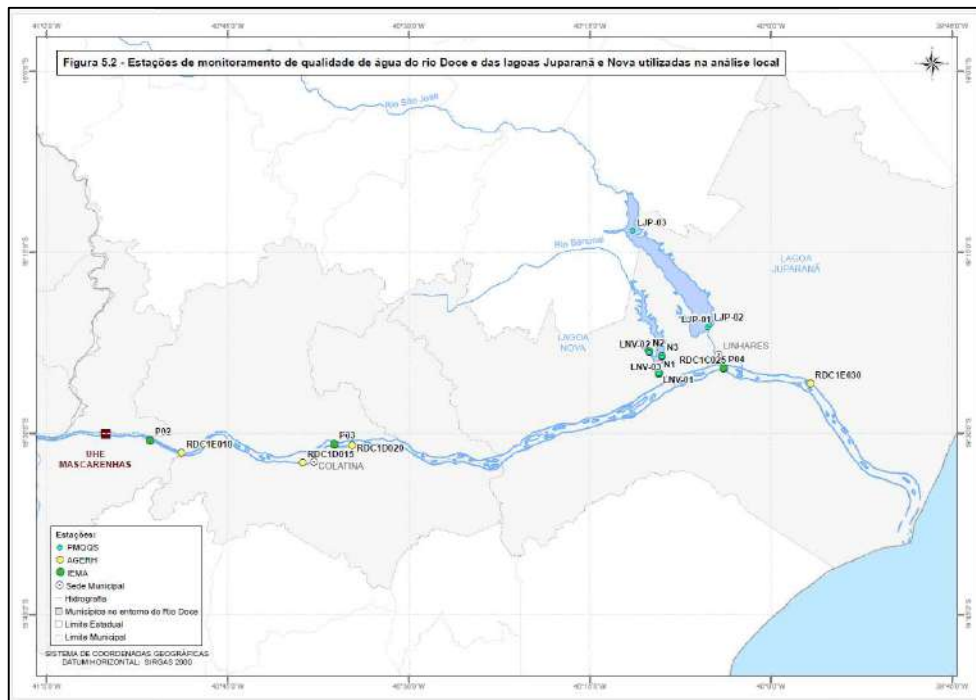 Figura 5.2 - Estações de monitoramento de qualidade de água do rio Doce e das lagoas Juparanã e Nova utilizadas na análise local
Rio São José
LJP-03
Rio Bananal
LAGOA
JUPARANÃ
LJP-01
LJP-02
LAGOA
NOVA
LNV-02
N2
N3
LINHARES
LNV-03
N1
RDC1C025
P04
LNV-01
RDC1E030
P02
P03
RDC1E010
RDC1D020
UHE
MASCARENHAS
RDC1D015
COLATINA
Estações:
PMQQS
AGERH
IEMA
Sede Municipal
Hidrografia
Municípios no entorno do Rio Doce
Limite Estadual
Limite Municipal
SISTEMA DE COORDENADAS GEOGRÁFICAS
DATUM HORIZONTAL: SIRGAS 2000